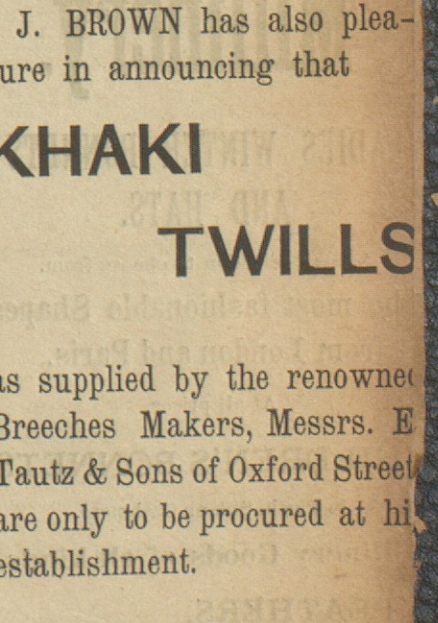 J. BROWN has also plea-
ure in announcing that
KHAKI
TWILLS
as supplied by the renowned
Breeches Makers, Messrs. E
Tautz & Sons of Oxford Street
are only to be procured at hi
establishment.